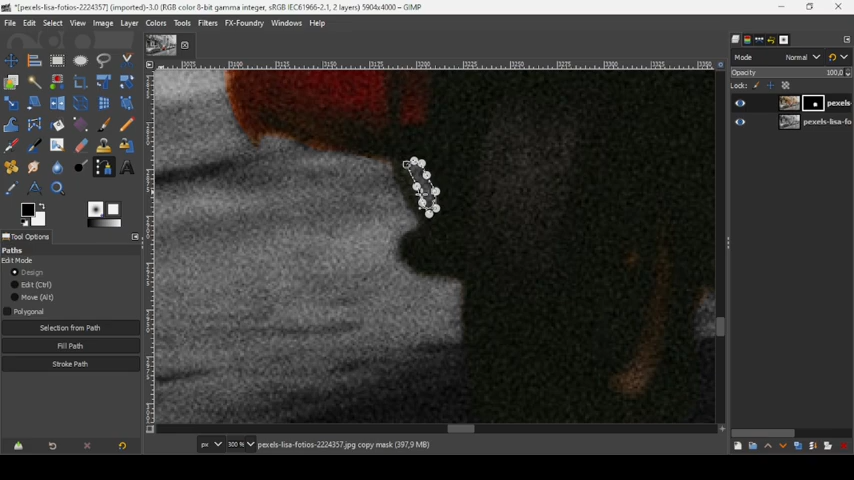 *[pexels-lisa-fotios-2224357] (imported)-3.0 (RGB color 8-bit gamma integer, sRGB IEC61966-2.1, 2 layers) 5904x4000 – GIMP
File Edit Select View Image Layer Colors Tools Filters FX-Foundry Windows Help
Mode Normal
Opacity 100,0
Lock:
pexels-
pexels-lisa-fo
Tool Options
Paths
Edit Mode
Design
Edit (Ctrl)
Move (Alt)
Polygonal
Selection from Path
Fill Path
Stroke Path
px 300 % pexels-lisa-fotios-2224357.jpg copy mask (397,9 MB)